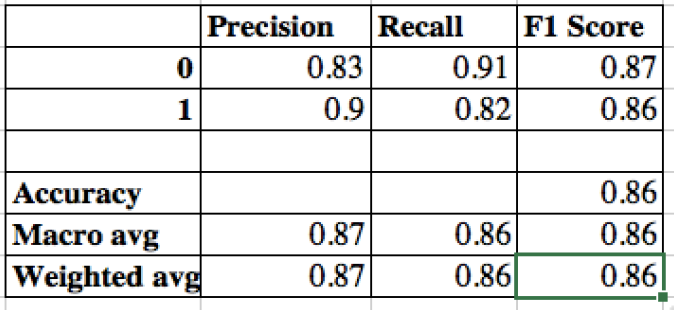 Precision Recall F1 Score
0 0.83 0.91 0.87
1 0.9 0.82 0.86
Accuracy 0.86
Macro avg 0.87 0.86 0.86
Weighted avg 0.87 0.86 0.86